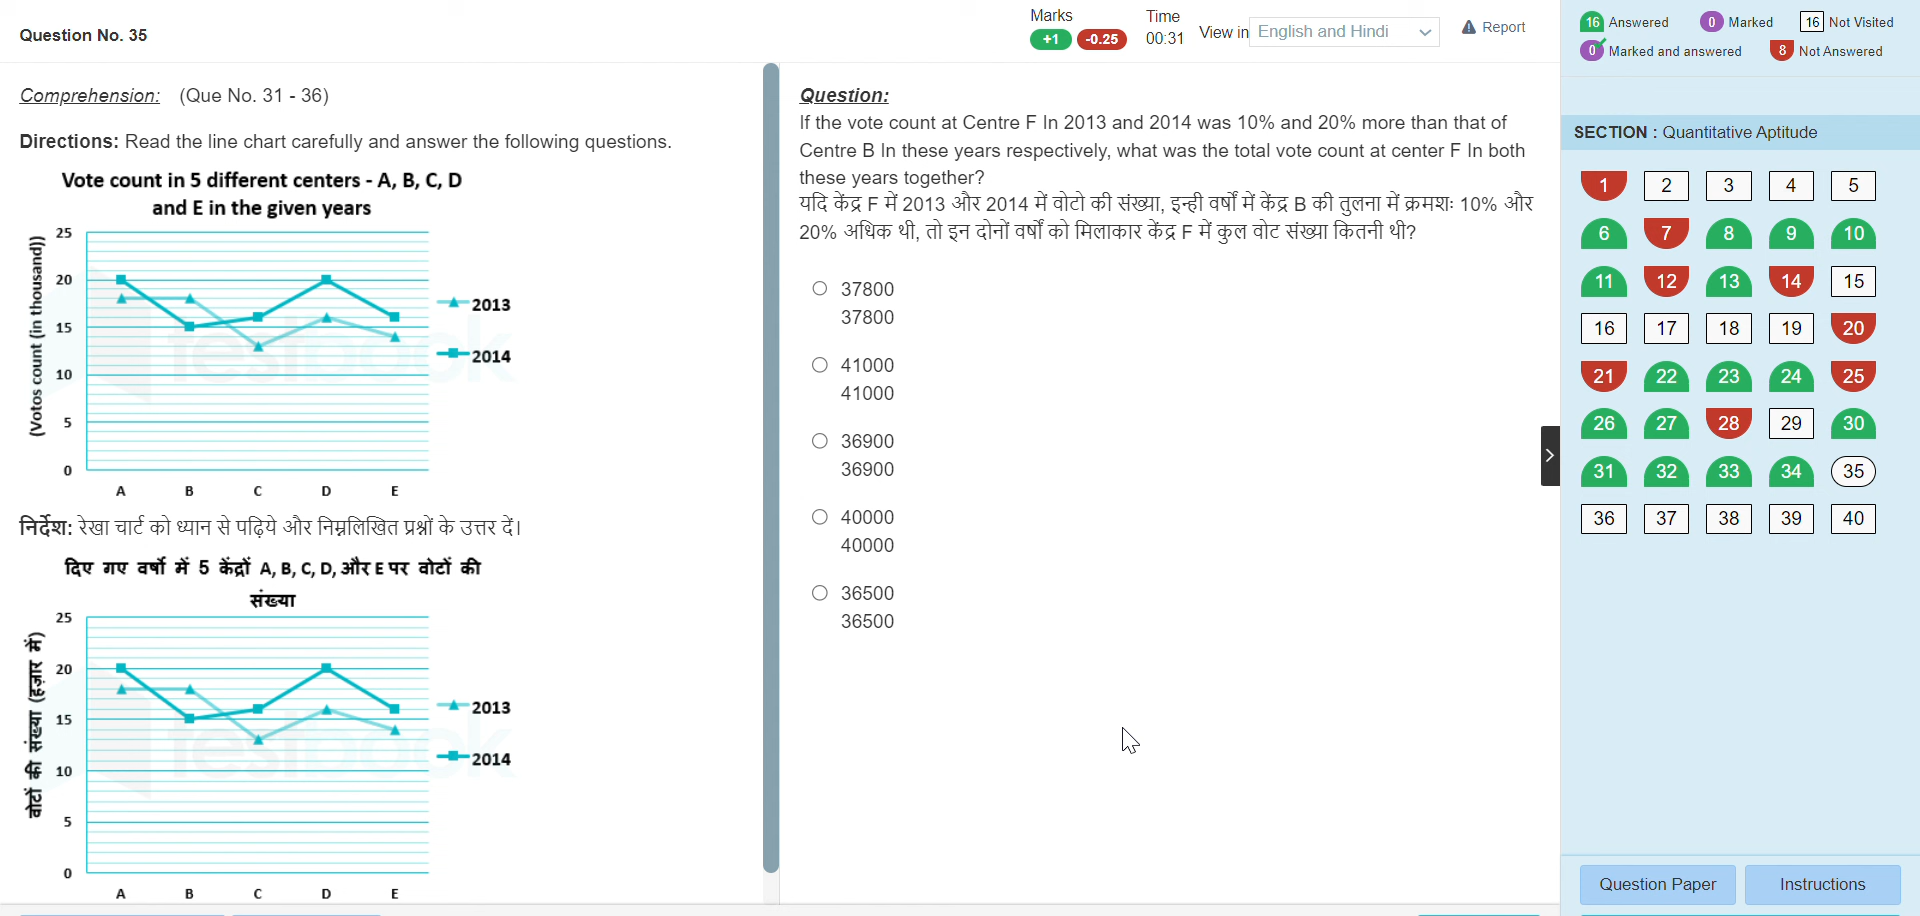 Question No. 35
Marks
+1 -0.25
Time
00:31
View in English and Hindi
Report
16 Answered
0 Marked
16 Not Visited
0 Marked and answered
8 Not Answered
Comprehension: (Que No. 31 - 36)
Directions: Read the line chart carefully and answer the following questions.
Vote count in 5 different centers - A, B, C, D
and E in the given years
(Votos count (in thousand))
25
20
15
10
5
0
A B C D E
2013
2014
testbook
निर्देश: रेखा चार्ट को ध्यान से पढ़िये और निम्नलिखित प्रश्नों के उत्तर दें।
दिए गए वर्षो में 5 केंद्रों A, B, C, D, और E पर वोटों की
संख्या
वोटों की संख्या (हज़ार में)
25
20
15
10
5
0
A B C D E
2013
2014
testbook
Question:
If the vote count at Centre F In 2013 and 2014 was 10% and 20% more than that of
Centre B In these years respectively, what was the total vote count at center F In both
these years together?
यदि केंद्र F में 2013 और 2014 में वोटो की संख्या, इन्ही वर्षों में केंद्र B की तुलना में क्रमशः 10% और
20% अधिक थी, तो इन दोनों वर्षों को मिलाकार केंद्र F में कुल वोट संख्या कितनी थी?
37800
37800
41000
41000
36900
36900
40000
40000
36500
36500
SECTION : Quantitative Aptitude
1 2 3 4 5
6 7 8 9 10
11 12 13 14 15
16 17 18 19 20
21 22 23 24 25
26 27 28 29 30
31 32 33 34 35
36 37 38 39 40
Question Paper
Instructions